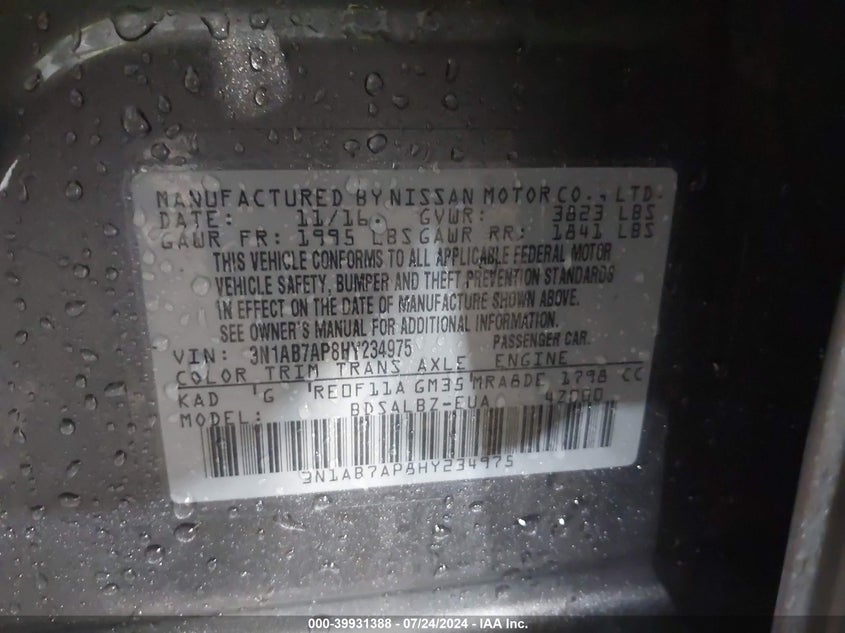 MANUFACTURED BY NISSAN MOTOR CO., LTD.
DATE: 11/16 GVWR: 3823 LBS
GAWR FR: 1995 LBS GAWR RR: 1841 LBS
THIS VEHICLE CONFORMS TO ALL APPLICABLE FEDERAL MOTOR
VEHICLE SAFETY, BUMPER AND THEFT PREVENTION STANDARDS
IN EFFECT ON THE DATE OF MANUFACTURE SHOWN ABOVE.
SEE OWNER'S MANUAL FOR ADDITIONAL INFORMATION.
VIN: 3N1AB7AP8HY234975 PASSENGER CAR.
COLOR TRIM TRANS AXLE ENGINE
KAD G RE0F11A GM35 MRA8DE 1798 CC
MODEL: BDSALBZ-EUA 42000
3N1AB7AP8HY234975
000-39931388 / 07/24/2024 - IAA Inc.